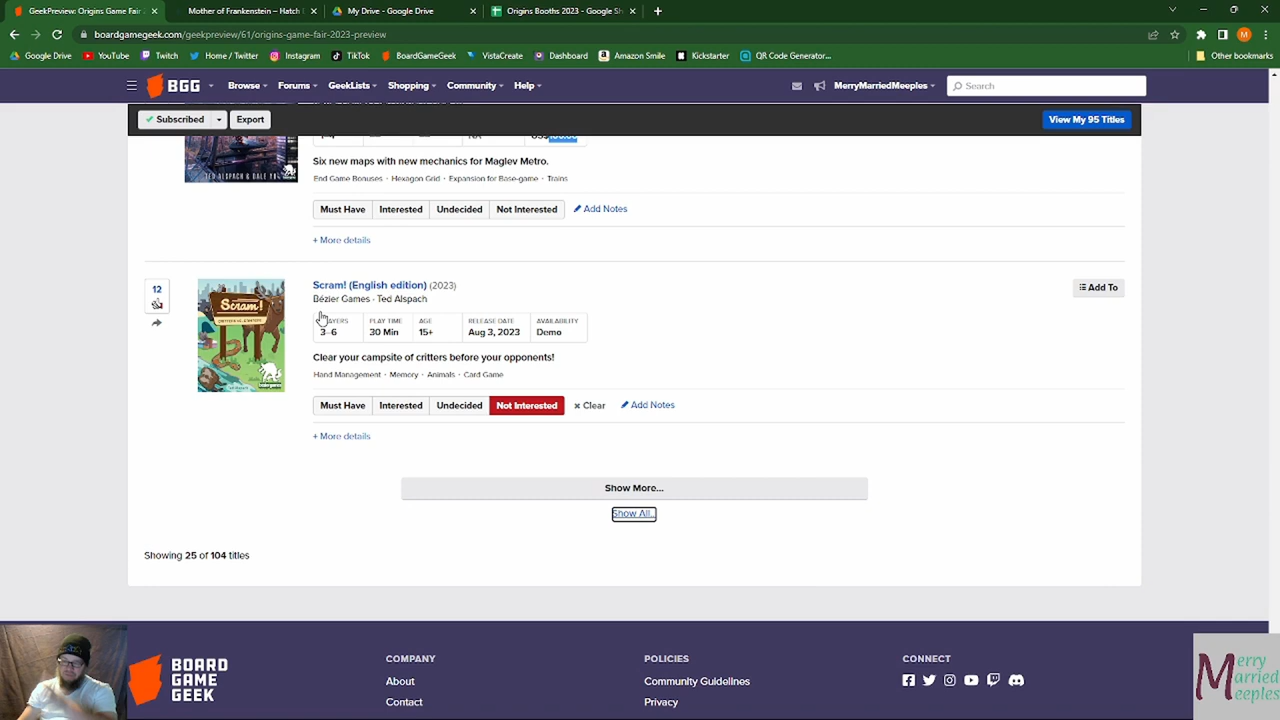 GeekPreview: Origins Game Fair
Mother of Frankenstein – Hatch
My Drive - Google Drive
Origins Booths 2023 - Google Sh
boardgamegeek.com/geekpreview/61/origins-game-fair-2023-preview
Google Drive YouTube Twitch Home / Twitter Instagram TikTok BoardGameGeek VistaCreate Dashboard Amazon Smile Kickstarter QR Code Generator... Other bookmarks
BGG Browse Forums GeekLists Shopping Community Help MerryMarriedMeeples Search
Subscribed Export View My 95 Titles
TED ALSPACH & DALE
Six new maps with new mechanics for Maglev Metro.
End Game Bonuses · Hexagon Grid · Expansion for Base-game · Trains
Must Have Interested Undecided Not Interested Add Notes
+ More details
12
Scram! (English edition) (2023)
Bézier Games · Ted Alspach
Add To
PLAY TIME AGE RELEASE DATE AVAILABILITY
3–6 30 Min 15+ Aug 3, 2023 Demo
Scram!
Clear your campsite of critters before your opponents!
Hand Management · Memory · Animals · Card Game
Must Have Interested Undecided Not Interested × Clear Add Notes
+ More details
Show More...
Show All...
Showing 25 of 104 titles
BOARD
GAME
GEEK
COMPANY
About
Contact
POLICIES
Community Guidelines
Privacy
CONNECT
Merry
Married
Meeples